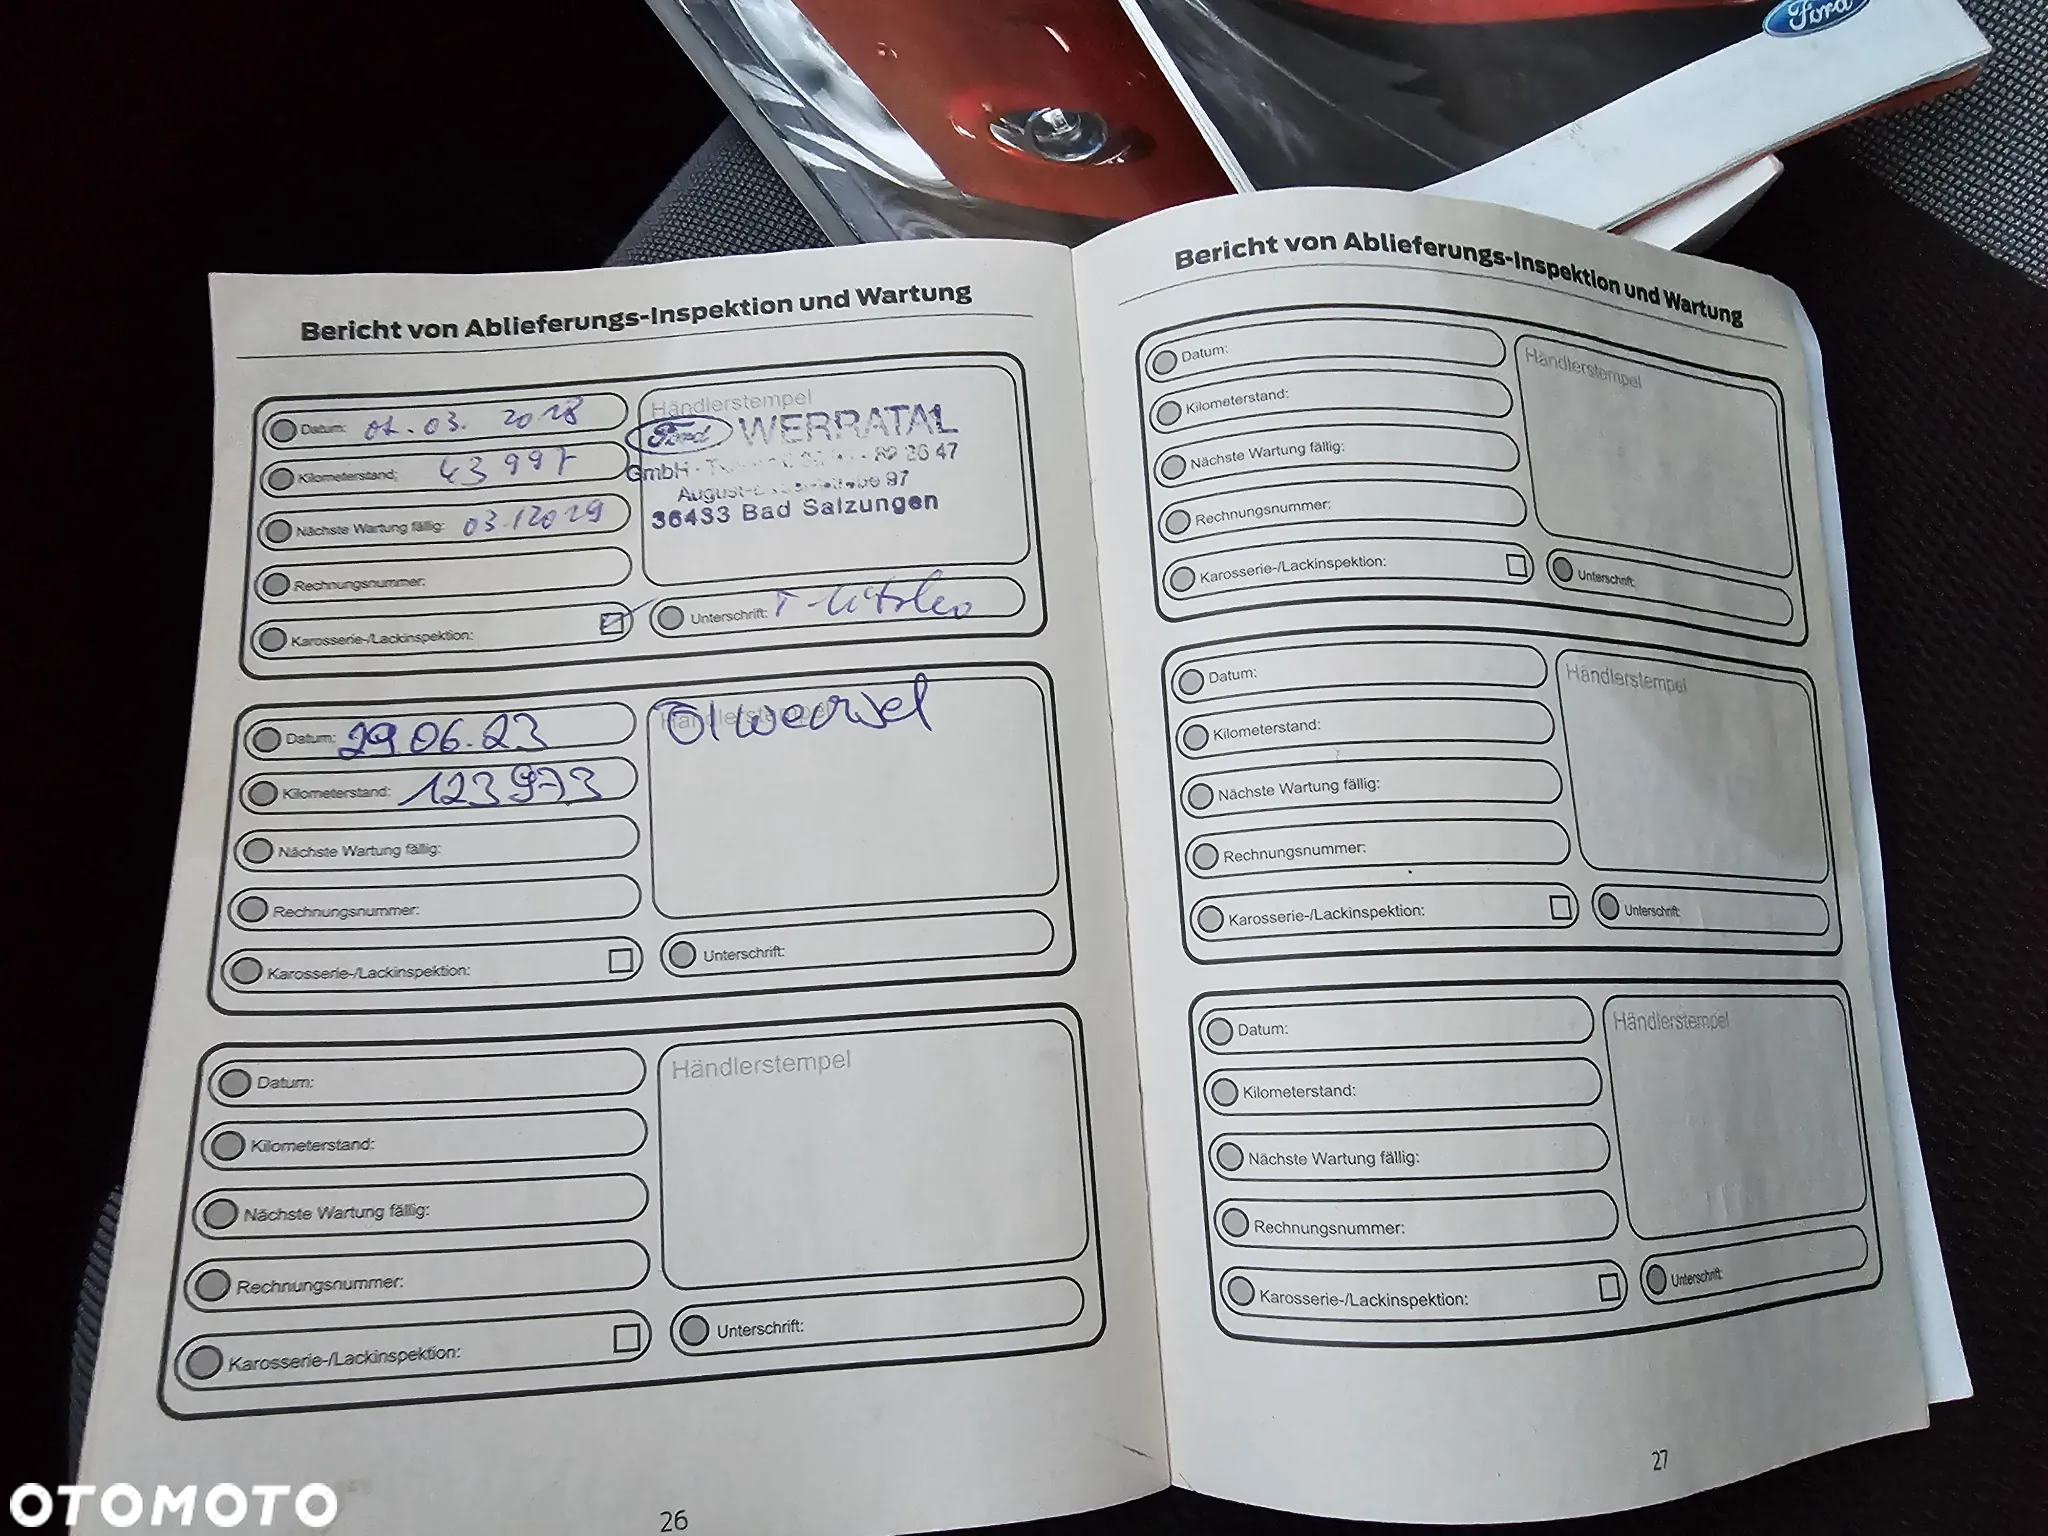 Ford
Bericht von Ablieferungs-Inspektion und Wartung
Datum: 01.03.2018
Kilometerstand: 43997
Nächste Wartung fällig: 03.12019
Rechnungsnummer:
Karosserie-/Lackinspektion:
Händlerstempel
Ford WERRATAL
GmbH 89 26 47
97
36433 Bad Salzungen
Unterschrift:
Datum: 29.06.23
Kilometerstand: 123973
Nächste Wartung fällig:
Rechnungsnummer:
Karosserie-/Lackinspektion:
Händlerstempel
Ölwechsel
Unterschrift:
Datum:
Kilometerstand:
Nächste Wartung fällig:
Rechnungsnummer:
Karosserie-/Lackinspektion:
Händlerstempel
Unterschrift:
26
Bericht von Ablieferungs-Inspektion und Wartung
Datum:
Kilometerstand:
Nächste Wartung fällig:
Rechnungsnummer:
Karosserie-/Lackinspektion:
Händlerstempel
Unterschrift:
Datum:
Kilometerstand:
Nächste Wartung fällig:
Rechnungsnummer:
Karosserie-/Lackinspektion:
Händlerstempel
Unterschrift:
Datum:
Kilometerstand:
Nächste Wartung fällig:
Rechnungsnummer:
Karosserie-/Lackinspektion:
Händlerstempel
Unterschrift:
27
OTOMOTO